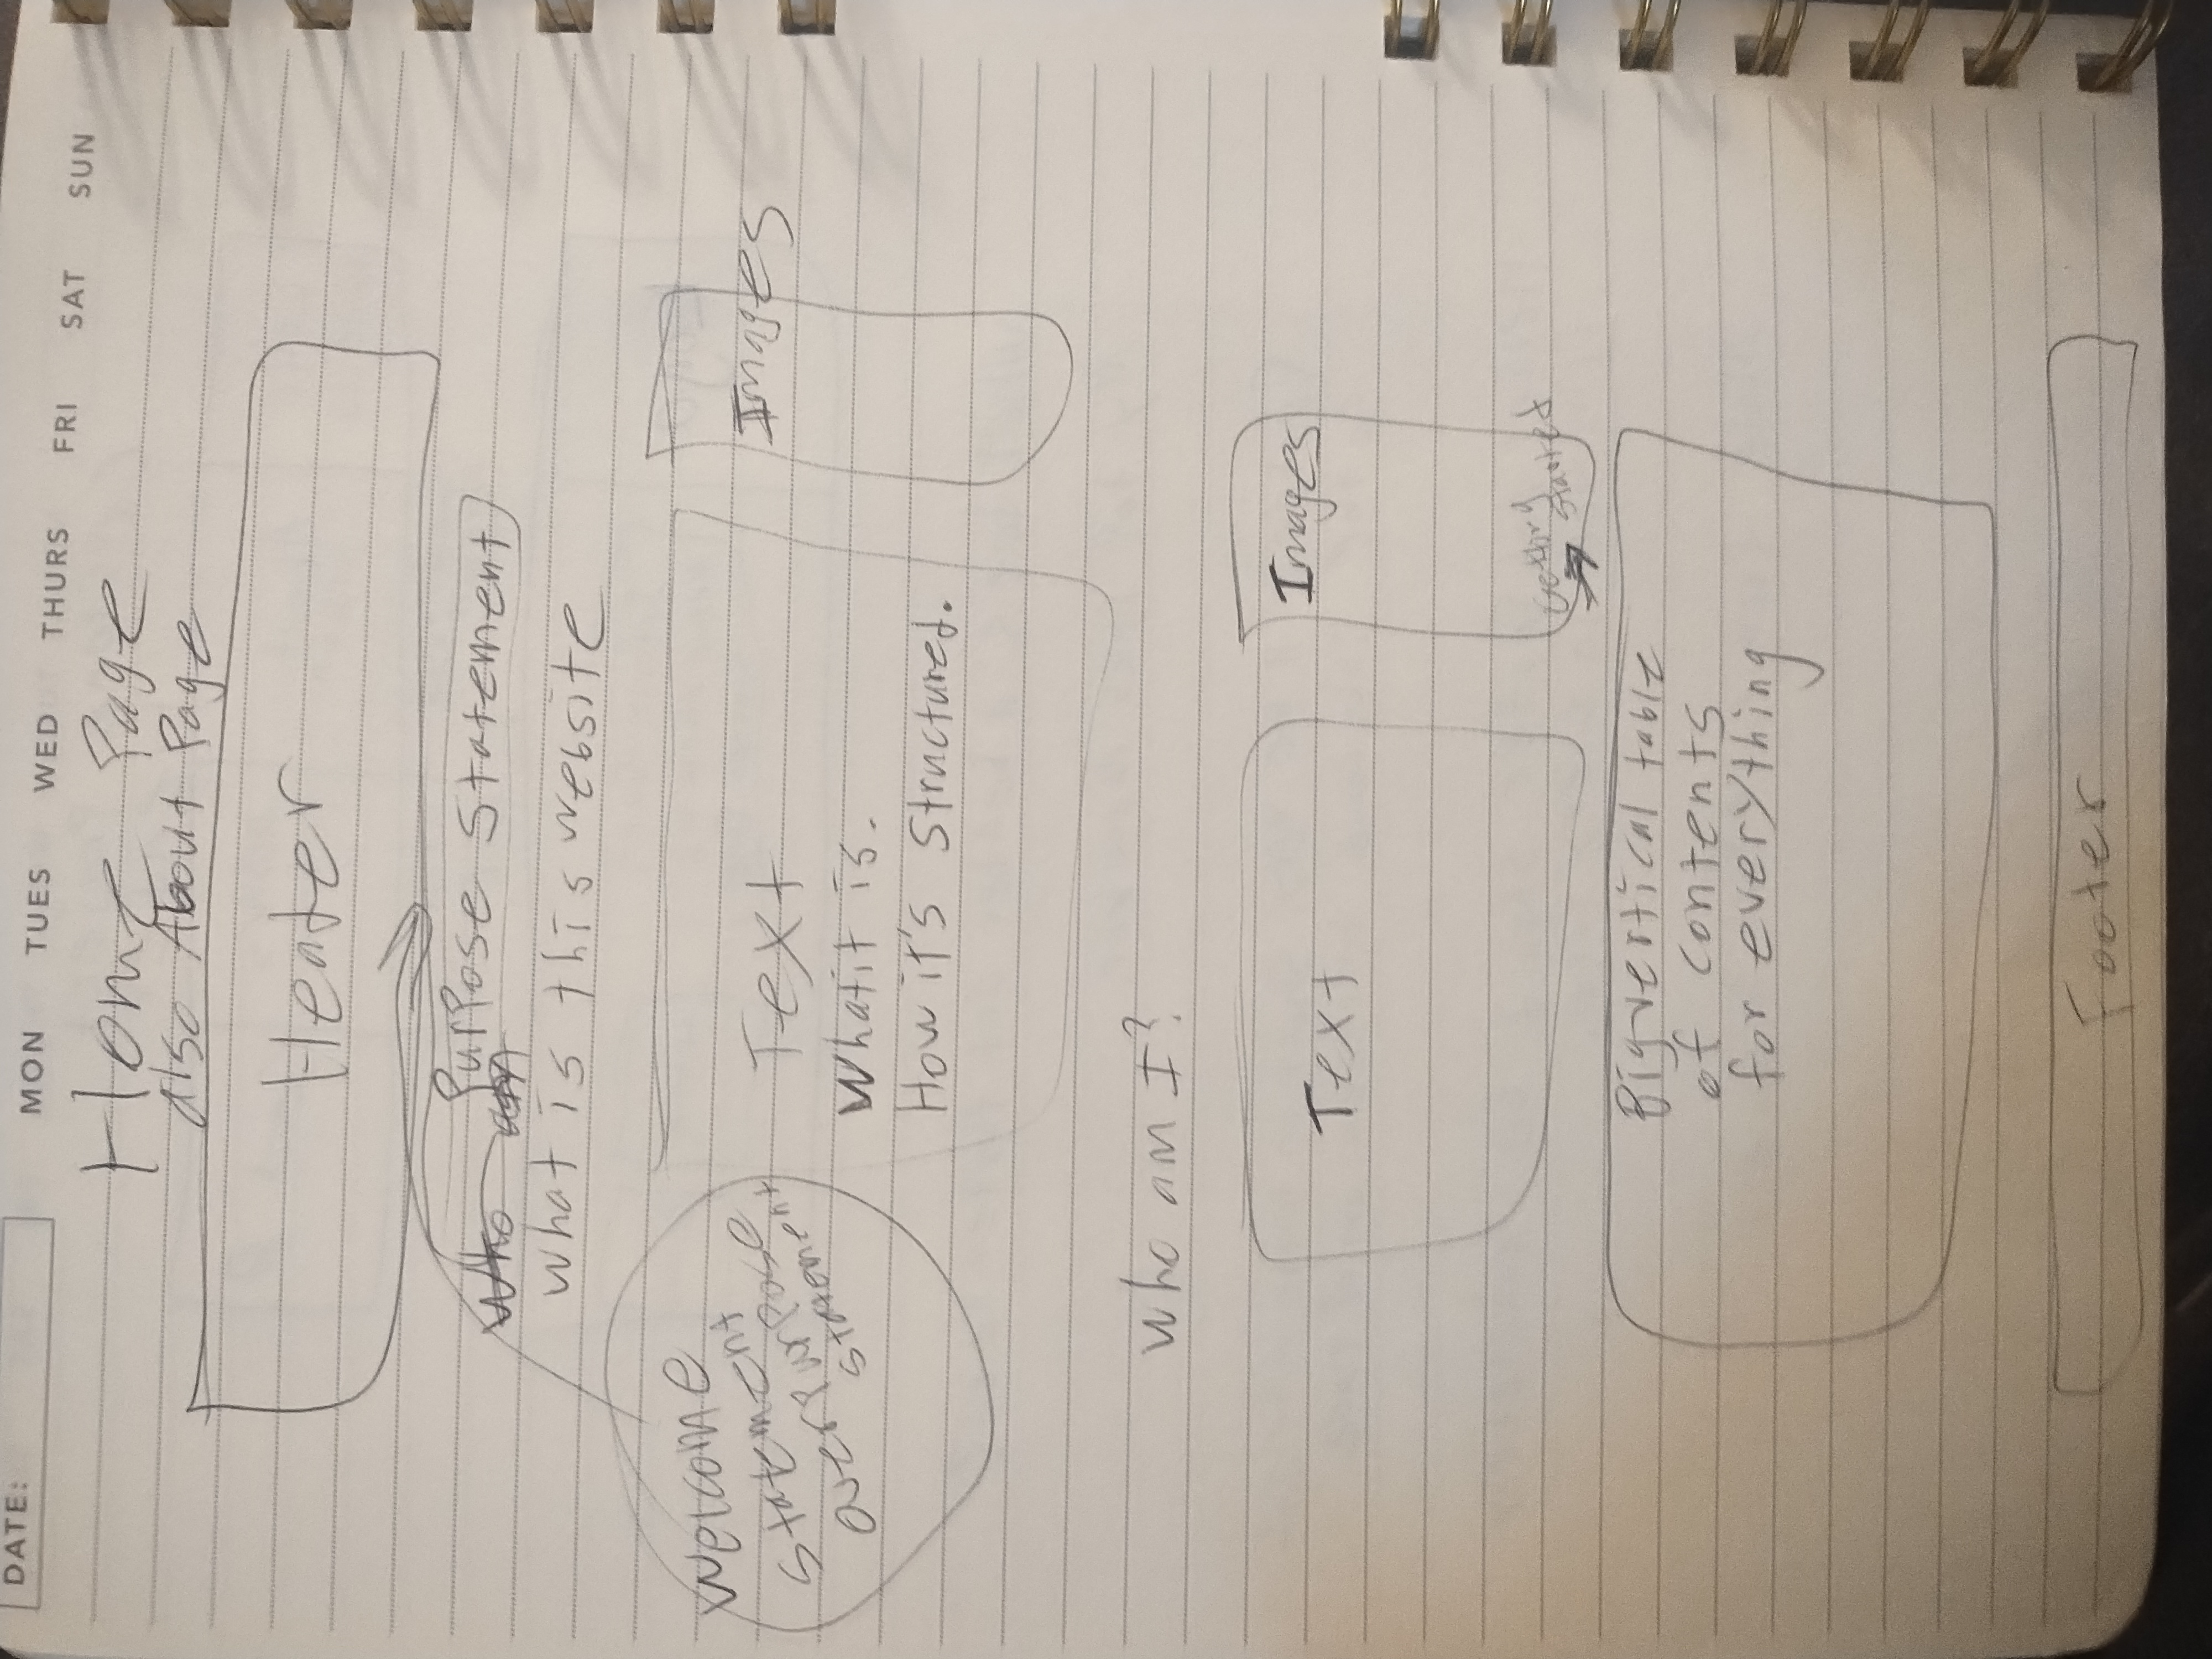 DATE:
MON TUES WED THURS FRI SAT SUN
Home Page
also About Page
Header
Purpose Statement
Who am
What is this website
Welcome
Statement
over Purpose
Statement
Text
What it is.
How it's Structured.
Images
Who am I?
Text
Images
Getting
Started
Big vertical table
of contents
for everything
Footer